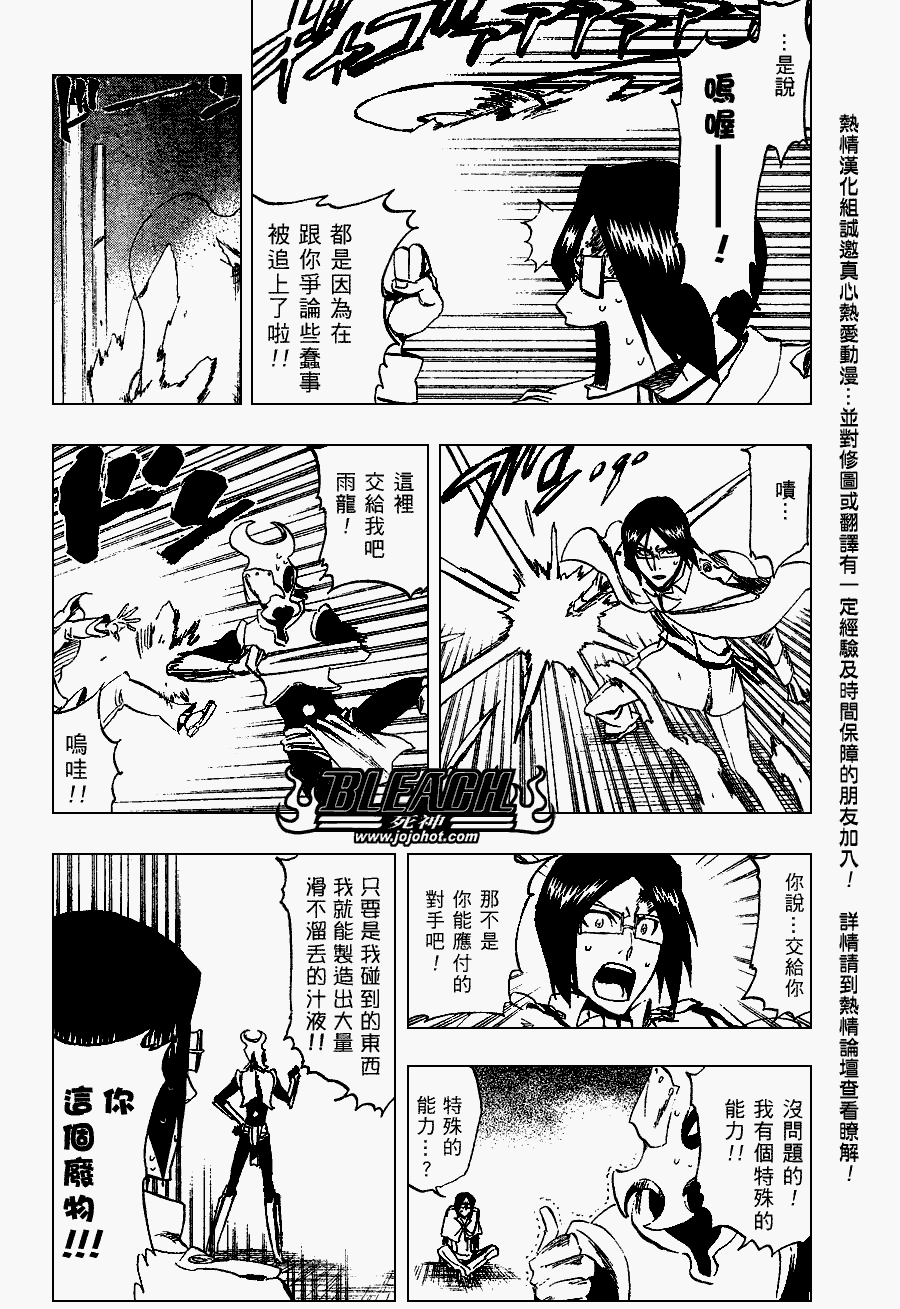 …是說
嗚喔——！
都是因為在
跟你爭論些蠢事
被追上了啦!!
嘖…
這裡
交給我吧
雨龍！
嗚哇!!
BLEACH
死神
www.jojohot.com
你說…交給你
那不是
你能應付的
對手吧！
沒問題的！
我有個特殊的
能力!!
特殊的
能力…?
只要是我碰到的東西
我就能製造出大量
滑不溜丟的汁液!!
你
這個廢物!!!
熱情漢化組誠邀真心熱愛動漫…並對修圖或翻譯有一定經驗及時間保障的朋友加入！ 詳情請到熱情論壇查看瞭解！